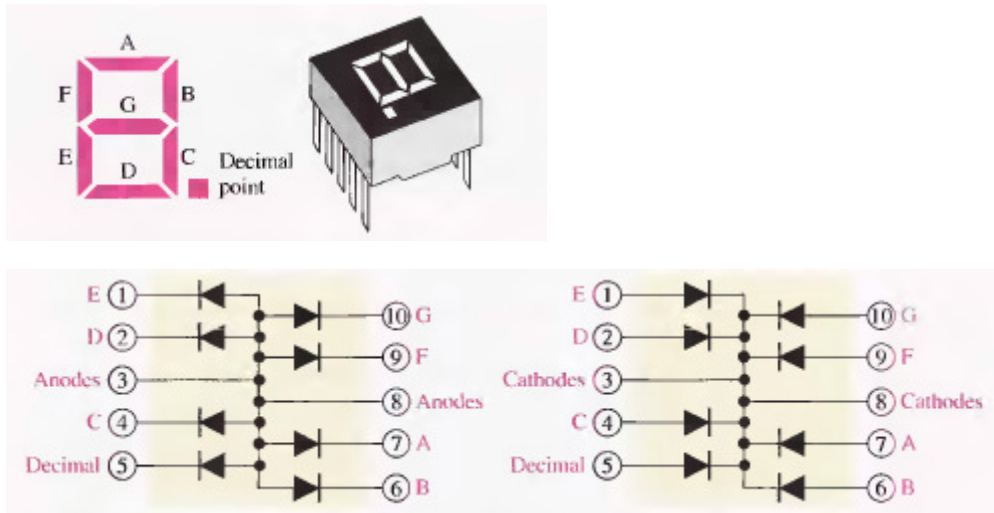 A
F
B
G
E
C
D
Decimal
point
E 1
10 G
D 2
9 F
Anodes 3
8 Anodes
C 4
7 A
Decimal 5
6 B
E 1
10 G
D 2
9 F
Cathodes 3
8 Cathodes
C 4
7 A
Decimal 5
6 B